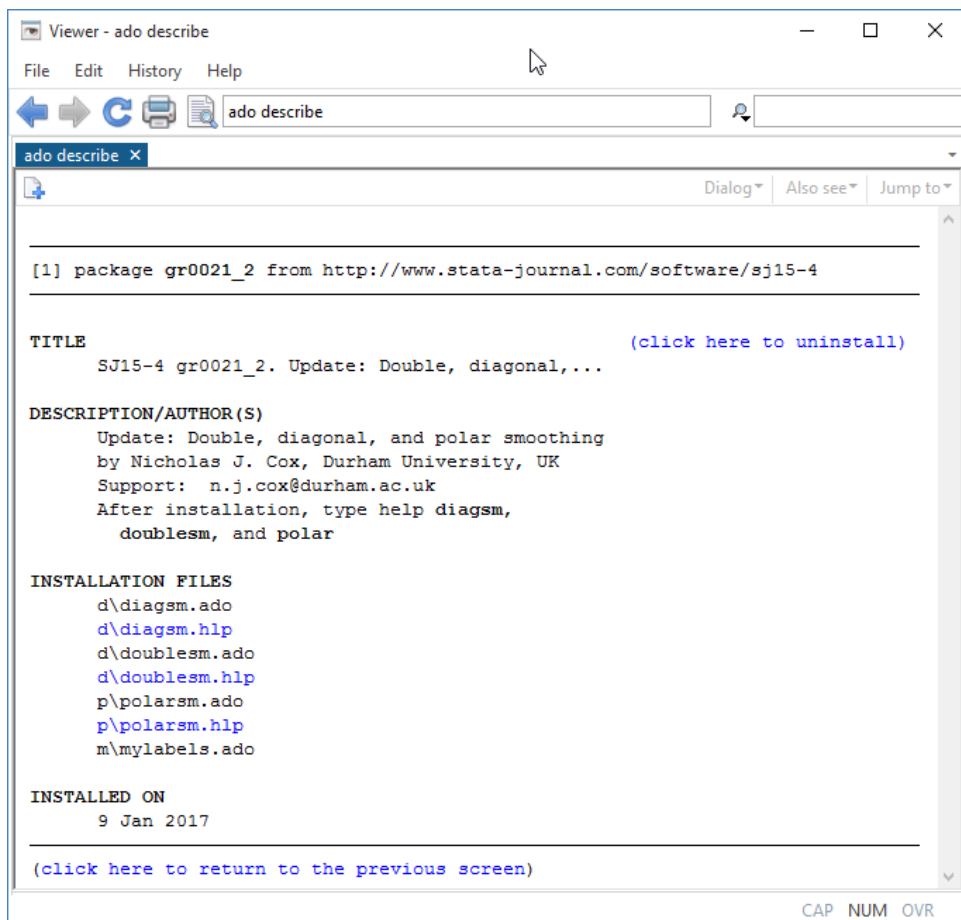 Viewer - ado describe
File Edit History Help
ado describe
ado describe ×
Dialog Also see Jump to
[1] package gr0021_2 from http://www.stata-journal.com/software/sj15-4
TITLE (click here to uninstall)
SJ15-4 gr0021_2. Update: Double, diagonal,...
DESCRIPTION/AUTHOR(S)
Update: Double, diagonal, and polar smoothing
by Nicholas J. Cox, Durham University, UK
Support: n.j.cox@durham.ac.uk
After installation, type help diagsm,
doublesm, and polar
INSTALLATION FILES
d\diagsm.ado
d\diagsm.hlp
d\doublesm.ado
d\doublesm.hlp
p\polarsm.ado
p\polarsm.hlp
m\mylabels.ado
INSTALLED ON
9 Jan 2017
(click here to return to the previous screen)
CAP NUM OVR